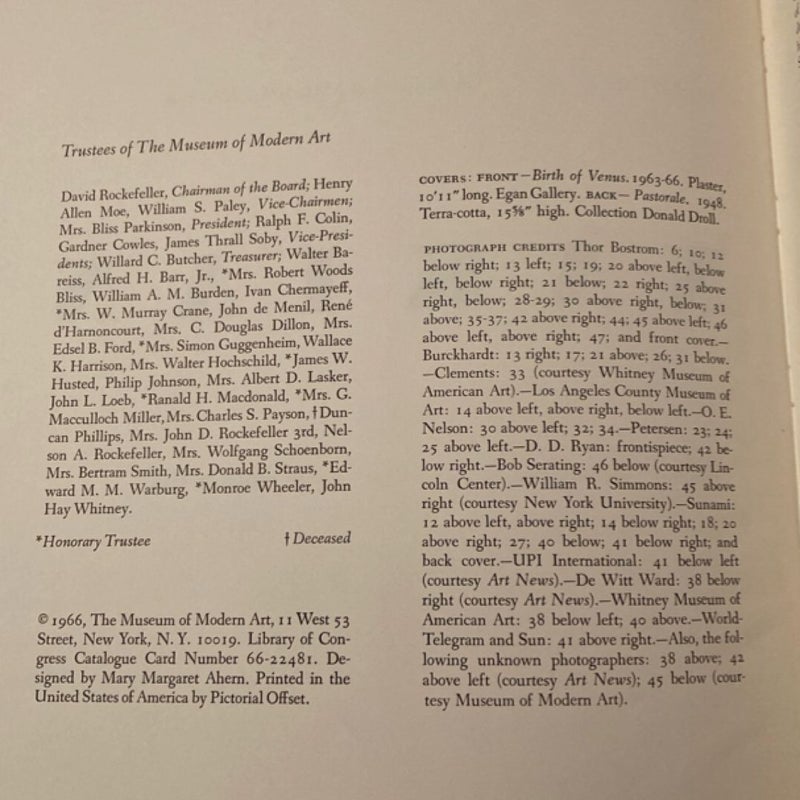 Trustees of The Museum of Modern Art
David Rockefeller, Chairman of the Board; Henry
Allen Moe, William S. Paley, Vice-Chairmen;
Mrs. Bliss Parkinson, President; Ralph F. Colin,
Gardner Cowles, James Thrall Soby, Vice-Presi-
dents; Willard C. Butcher, Treasurer; Walter Ba-
reiss, Alfred H. Barr, Jr., *Mrs. Robert Woods
Bliss, William A. M. Burden, Ivan Chermayeff,
*Mrs. W. Murray Crane, John de Menil, René
d'Harnoncourt, Mrs. C. Douglas Dillon, Mrs.
Edsel B. Ford, *Mrs. Simon Guggenheim, Wallace
K. Harrison, Mrs. Walter Hochschild, *James W.
Husted, Philip Johnson, Mrs. Albert D. Lasker,
John L. Loeb, *Ranald H. Macdonald, *Mrs. G.
Macculloch Miller, Mrs. Charles S. Payson, †Dun-
can Phillips, Mrs. John D. Rockefeller 3rd, Nel-
son A. Rockefeller, Mrs. Wolfgang Schoenborn,
Mrs. Bertram Smith, Mrs. Donald B. Straus, *Ed-
ward M. M. Warburg, *Monroe Wheeler, John
Hay Whitney.
*Honorary Trustee †Deceased
© 1966, The Museum of Modern Art, 11 West 53
Street, New York, N. Y. 10019. Library of Con-
gress Catalogue Card Number 66-22481. De-
signed by Mary Margaret Ahern. Printed in the
United States of America by Pictorial Offset.
COVERS: FRONT—Birth of Venus. 1963-66. Plaster,
10'11" long. Egan Gallery. BACK— Pastorale. 1948.
Terra-cotta, 15⅝" high. Collection Donald Droll.
PHOTOGRAPH CREDITS Thor Bostrom: 6; 10; 12
below right; 13 left; 15; 19; 20 above left, below
left, below right; 21 below; 22 right; 25 above
right, below; 28-29; 30 above right, below; 31
above; 35-37; 42 above right; 44; 45 above left; 46
above left, above right; 47; and front cover.—
Burckhardt: 13 right; 17; 21 above; 26; 31 below.
—Clements: 33 (courtesy Whitney Museum of
American Art).—Los Angeles County Museum of
Art: 14 above left, above right, below left.—O. E.
Nelson: 30 above left; 32; 34.—Petersen: 23; 24;
25 above left.—D. D. Ryan: frontispiece; 42 be-
low right.—Bob Serating: 46 below (courtesy Lin-
coln Center).—William R. Simmons: 45 above
right (courtesy New York University).—Sunami:
12 above left, above right; 14 below right; 18; 20
above right; 27; 40 below; 41 below right; and
back cover.—UPI International: 41 below left
(courtesy Art News).—De Witt Ward: 38 below
right (courtesy Art News).—Whitney Museum of
American Art: 38 below left; 40 above.—World-
Telegram and Sun: 41 above right.—Also, the fol-
lowing unknown photographers: 38 above; 42
above left (courtesy Art News); 45 below (cour-
tesy Museum of Modern Art).